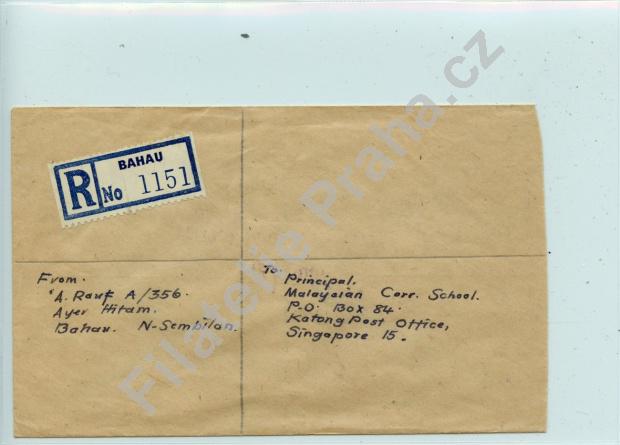 BAHAU
R No 1151
From.
A. Rauf A/356.
Ayer Hitam.
Bahau. N-Sembilan.
To.
Principal.
Malaysian Corr. School.
P.O. Box 84.
Katong Post Office,
Singapore 15.
Filatelie Praha.cz